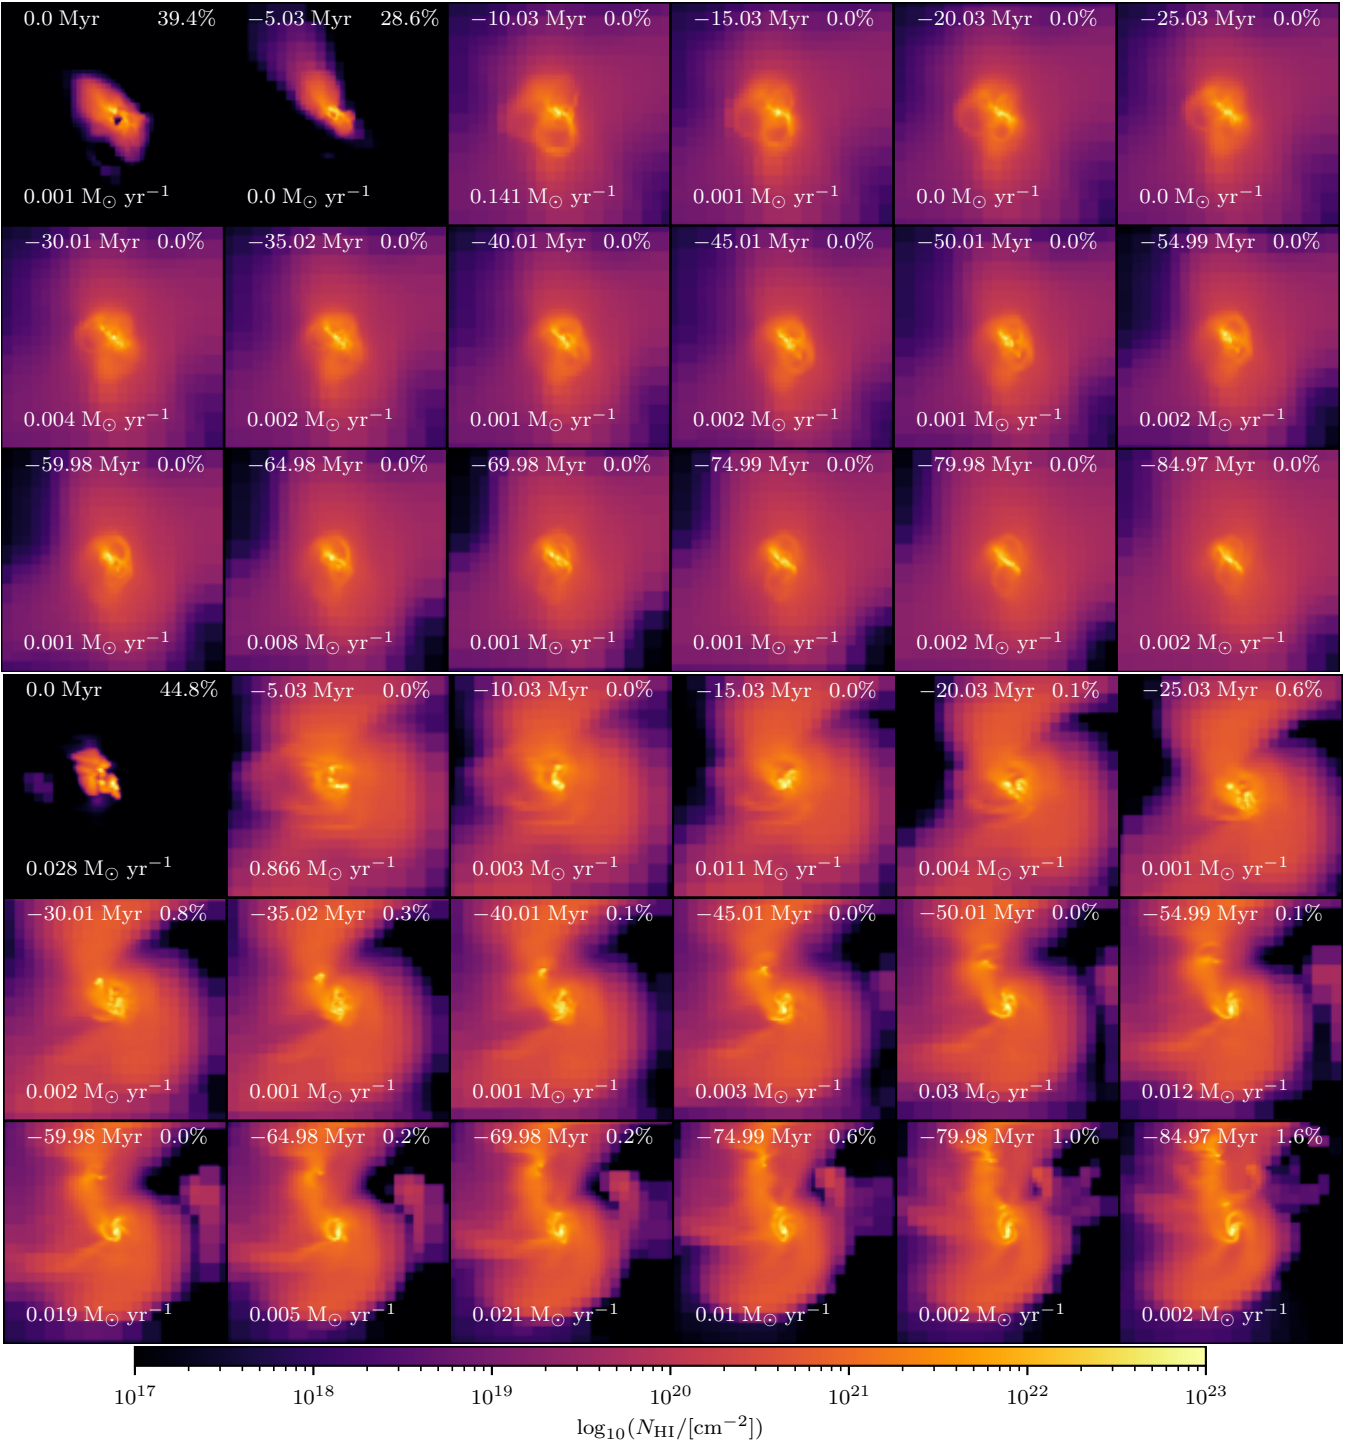 0.0 Myr 39.4% −5.03 Myr 28.6% −10.03 Myr 0.0% −15.03 Myr 0.0% −20.03 Myr 0.0% −25.03 Myr 0.0%
0.001 M⊙ yr⁻¹ 0.0 M⊙ yr⁻¹ 0.141 M⊙ yr⁻¹ 0.001 M⊙ yr⁻¹ 0.0 M⊙ yr⁻¹ 0.0 M⊙ yr⁻¹
−30.01 Myr 0.0% −35.02 Myr 0.0% −40.01 Myr 0.0% −45.01 Myr 0.0% −50.01 Myr 0.0% −54.99 Myr 0.0%
0.004 M⊙ yr⁻¹ 0.002 M⊙ yr⁻¹ 0.001 M⊙ yr⁻¹ 0.002 M⊙ yr⁻¹ 0.001 M⊙ yr⁻¹ 0.002 M⊙ yr⁻¹
−59.98 Myr 0.0% −64.98 Myr 0.0% −69.98 Myr 0.0% −74.99 Myr 0.0% −79.98 Myr 0.0% −84.97 Myr 0.0%
0.001 M⊙ yr⁻¹ 0.008 M⊙ yr⁻¹ 0.001 M⊙ yr⁻¹ 0.001 M⊙ yr⁻¹ 0.002 M⊙ yr⁻¹ 0.002 M⊙ yr⁻¹
0.0 Myr 44.8% −5.03 Myr 0.0% −10.03 Myr 0.0% −15.03 Myr 0.0% −20.03 Myr 0.1% −25.03 Myr 0.6%
0.028 M⊙ yr⁻¹ 0.866 M⊙ yr⁻¹ 0.003 M⊙ yr⁻¹ 0.011 M⊙ yr⁻¹ 0.004 M⊙ yr⁻¹ 0.001 M⊙ yr⁻¹
−30.01 Myr 0.8% −35.02 Myr 0.3% −40.01 Myr 0.1% −45.01 Myr 0.0% −50.01 Myr 0.0% −54.99 Myr 0.1%
0.002 M⊙ yr⁻¹ 0.001 M⊙ yr⁻¹ 0.001 M⊙ yr⁻¹ 0.003 M⊙ yr⁻¹ 0.03 M⊙ yr⁻¹ 0.012 M⊙ yr⁻¹
−59.98 Myr 0.0% −64.98 Myr 0.2% −69.98 Myr 0.2% −74.99 Myr 0.6% −79.98 Myr 1.0% −84.97 Myr 1.6%
0.019 M⊙ yr⁻¹ 0.005 M⊙ yr⁻¹ 0.021 M⊙ yr⁻¹ 0.01 M⊙ yr⁻¹ 0.002 M⊙ yr⁻¹ 0.002 M⊙ yr⁻¹
10¹⁷ 10¹⁸ 10¹⁹ 10²⁰ 10²¹ 10²² 10²³
log₁₀(N_HI/[cm⁻²])